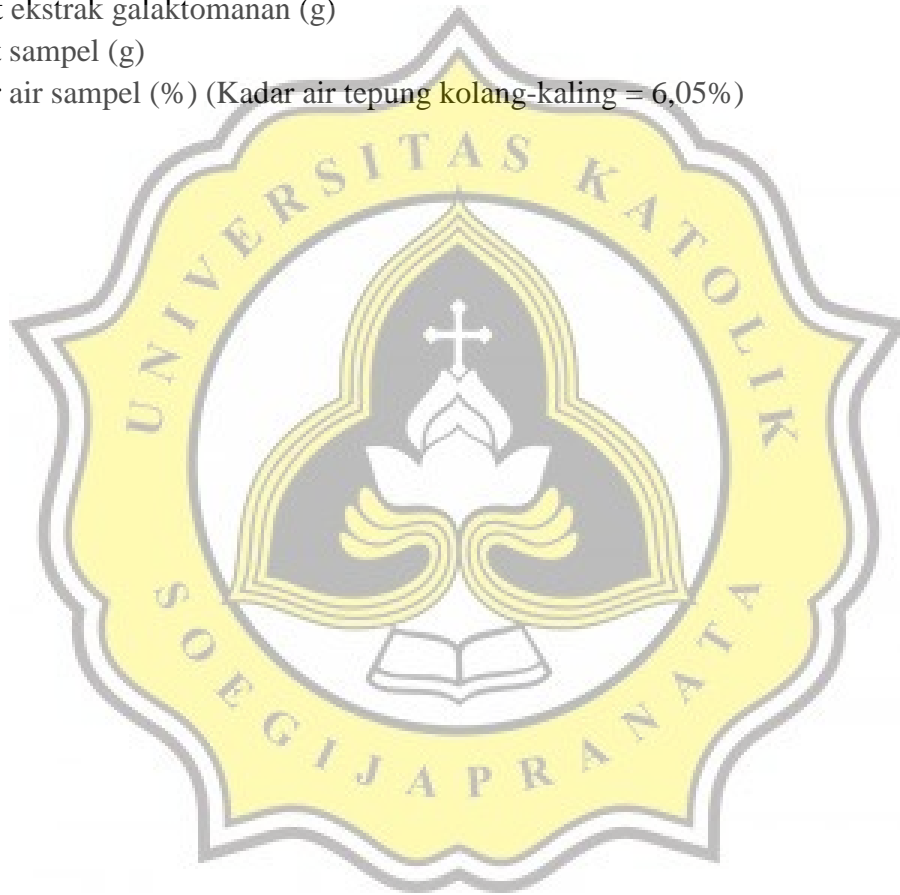 ekstrak galaktomanan (g)
sampel (g)
air sampel (%) (Kadar air tepung kolang-kaling = 6,05%)
UNIVERSITAS KATOLIK
SOEGIJAPRANATA